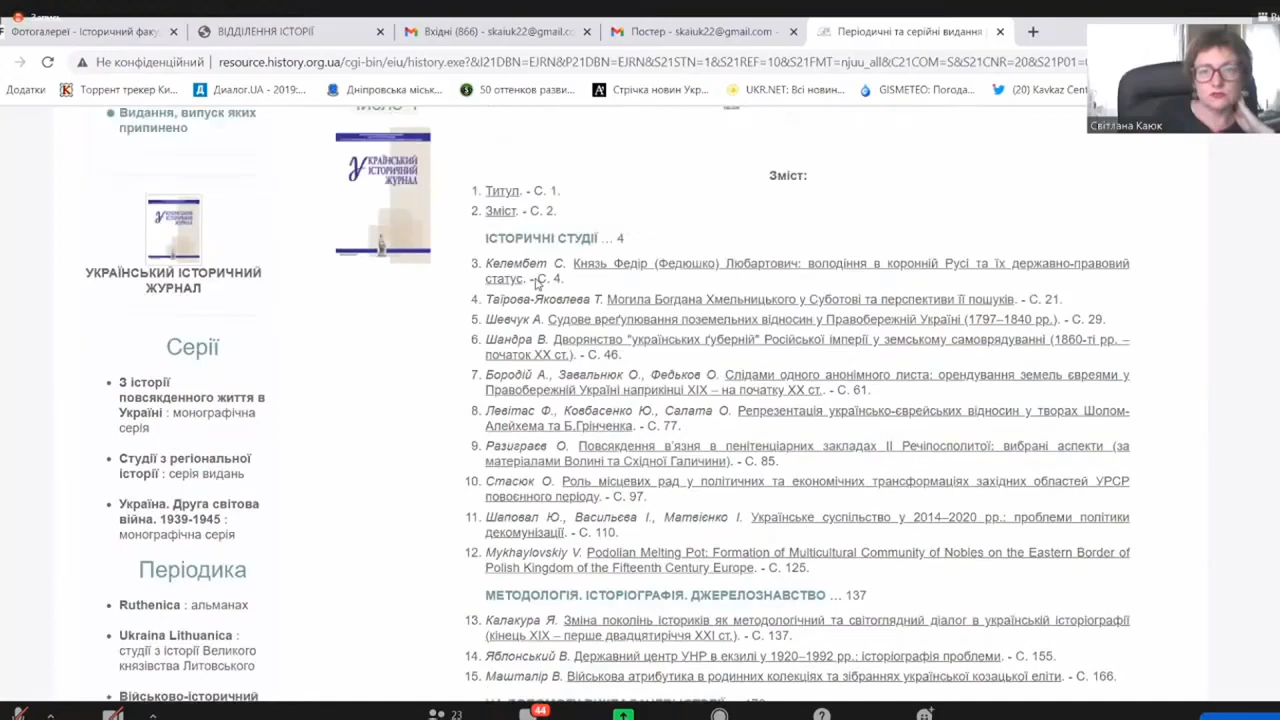 Запись
Фотогалереї - Історичний фак
ВІДДІЛЕННЯ ІСТОРІЇ
Вхідні (866) - skaiuk22@gmail.c
Постер - skaiuk22@gmail.com -
Періодичні та серійні видання
Не конфіденційний
resource.history.org.ua/cgi-bin/eiu/history.exe?&I21DBN=EJRN&P21DBN=EJRN&S21STN=1&S21REF=10&S21FMT=njuu_all&C21COM=S&S21CNR=20&S21P01=0
Додатки
Торрент трекер Ки...
Диалог.UA - 2019:...
Дніпровська міськ...
50 оттенков разви...
Стрічка новин Укр...
UKR.NET: Всі новин...
GISMETEO: Погода...
(20) Kavkaz Cent
Світлана Каюк
Видання, випуск яких
припинено
УКРАЇНСЬКИЙ ІСТОРИЧНИЙ
ЖУРНАЛ
Серії
З історії
повсякденного життя в
Україні : монографічна
серія
Студії з регіональної
історії : серія видань
Україна. Друга світова
війна. 1939-1945 :
монографічна серія
Періодика
Ruthenica : альманах
Ukraina Lithuanica :
студії з історії Великого
князівства Литовського
Військово-історичний
УКРАЇНСЬКИЙ
ІСТОРИЧНИЙ
ЖУРНАЛ
Зміст:
1. Титул. - С. 1.
2. Зміст. - С. 2.
ІСТОРИЧНІ СТУДІЇ ... 4
3. Келембет С. Князь Федір (Федюшко) Любартович: володіння в коронній Русі та їх державно-правовий
статус. - С. 4.
4. Таїрова-Яковлева Т. Могила Богдана Хмельницького у Суботові та перспективи її пошуків. - С. 21.
5. Шевчук А. Судове врегулювання поземельних відносин у Правобережній Україні (1797–1840 рр.). - С. 29.
6. Шандра В. Дворянство "українських ґуберній" Російської імперії у земському самоврядуванні (1860-ті рр. –
початок ХХ ст.). - С. 46.
7. Бородій А., Завальнюк О., Федьков О. Слідами одного анонімного листа: орендування земель євреями у
Правобережній Україні наприкінці ХІХ – на початку ХХ ст.. - С. 61.
8. Левітас Ф., Ковбасенко Ю., Салата О. Репрезентація українсько-єврейських відносин у творах Шолом-
Алейхема та Б.Грінченка. - С. 77.
9. Разиграєв О. Повсякдення в'язня в пенітенціарних закладах ІІ Речіпосполитої: вибрані аспекти (за
матеріалами Волині та Східної Галичини). - С. 85.
10. Стасюк О. Роль місцевих рад у політичних та економічних трансформаціях західних областей УРСР
повоєнного періоду. - С. 97.
11. Шаповал Ю., Васильєва І., Матвієнко І. Українське суспільство у 2014–2020 рр.: проблеми політики
декомунізації. - С. 110.
12. Mykhaylovskiy V. Podolian Melting Pot: Formation of Multicultural Community of Nobles on the Eastern Border of
Polish Kingdom of the Fifteenth Century Europe. - С. 125.
МЕТОДОЛОГІЯ. ІСТОРІОГРАФІЯ. ДЖЕРЕЛОЗНАВСТВО ... 137
13. Калакура Я. Зміна поколінь істориків як методологічний та світоглядний діалог в українській історіографії
(кінець ХІХ – перше двадцятиріччя ХХІ ст.). - С. 137.
14. Яблонський В. Державний центр УНР в екзилі у 1920–1992 рр.: історіографія проблеми. - С. 155.
15. Машталір В. Військова атрибутика в родинних колекціях та зібраннях української козацької еліти. - С. 166.
23
44